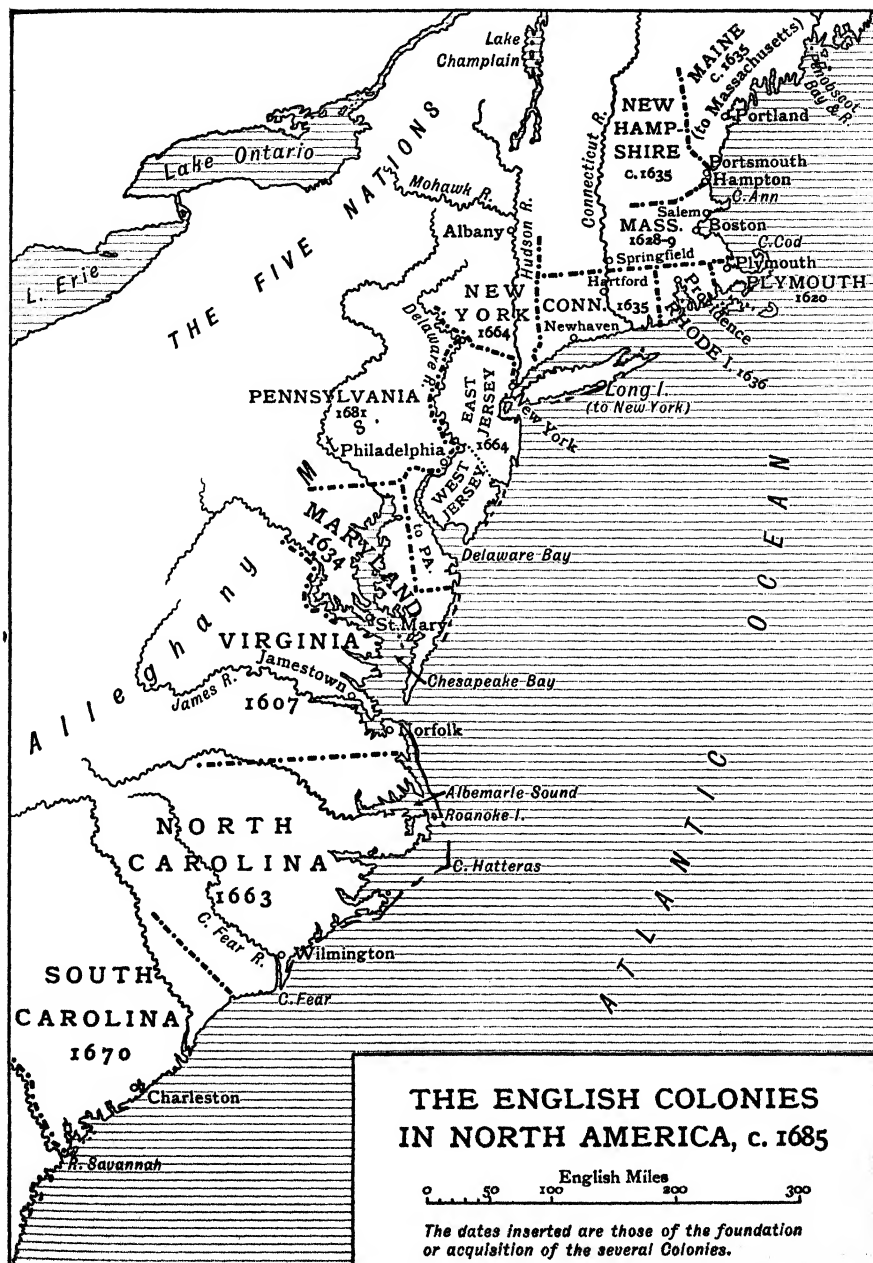 Lake
Champlain
MAINE
c. 1635
(to Massachusetts)
Penobscot
Bay & R.
Portland
NEW
HAMP-
SHIRE
c. 1635
Connecticut R.
Portsmouth
Hampton
C. Ann
Lake Ontario
THE FIVE NATIONS
Mohawk R.
Albany
Hudson R.
Salem
MASS.
1628-9
Boston
C. Cod
L. Erie
Springfield
Plymouth
PLYMOUTH
1620
Hartford
CONN.
1635
Newhaven
Providence
RHODE I. 1636
NEW
YORK
1664
Delaware R.
Long I.
(to New York)
New York
PENNSYLVANIA
1681
S
EAST
JERSEY
1664
Philadelphia
WEST
JERSEY
M
MARYLAND
1634
to PA.
Delaware Bay
Alleghany
St. Mary
VIRGINIA
Jamestown
Chesapeake Bay
James R.
1607
Norfolk
Albemarle Sound
Roanoke I.
NORTH
CAROLINA
1663
C. Hatteras
C. Fear R.
Wilmington
C. Fear
SOUTH
CAROLINA
1670
Charleston
R. Savannah
ATLANTIC OCEAN
THE ENGLISH COLONIES
IN NORTH AMERICA, c. 1685
English Miles
0 50 100 200 300
The dates inserted are those of the foundation
or acquisition of the several Colonies.